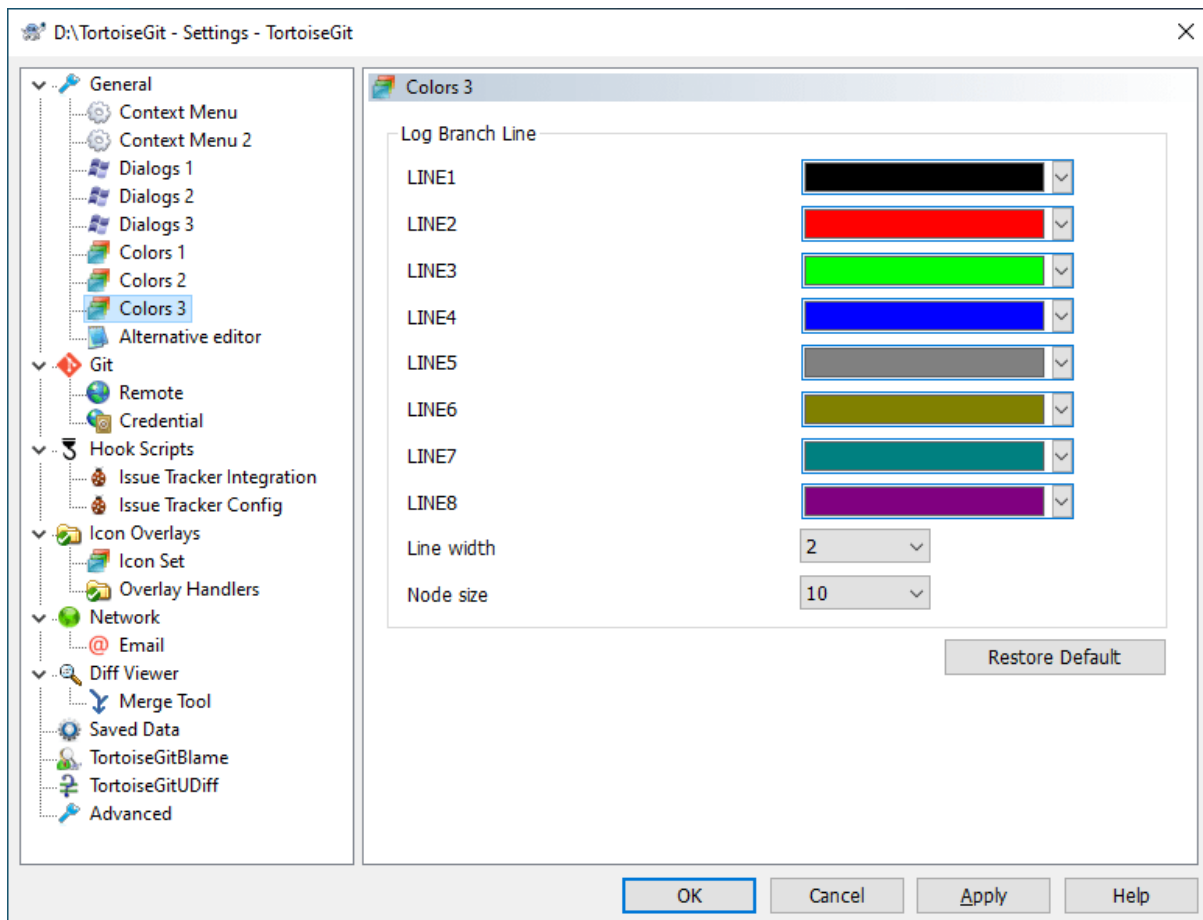 D:\TortoiseGit - Settings - TortoiseGit
General
Context Menu
Context Menu 2
Dialogs 1
Dialogs 2
Dialogs 3
Colors 1
Colors 2
Colors 3
Alternative editor
Git
Remote
Credential
Hook Scripts
Issue Tracker Integration
Issue Tracker Config
Icon Overlays
Icon Set
Overlay Handlers
Network
Email
Diff Viewer
Merge Tool
Saved Data
TortoiseGitBlame
TortoiseGitUDiff
Advanced
Colors 3
Log Branch Line
LINE1
LINE2
LINE3
LINE4
LINE5
LINE6
LINE7
LINE8
Line width 2
Node size 10
Restore Default
OK Cancel Apply Help